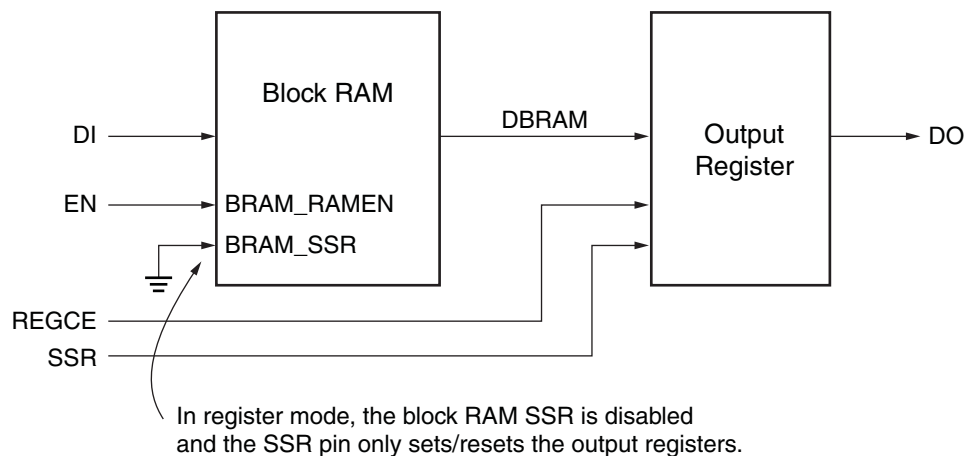 Block RAM
DBRAM
Output
Register
DI
DO
EN
BRAM_RAMEN
BRAM_SSR
REGCE
SSR
In register mode, the block RAM SSR is disabled
and the SSR pin only sets/resets the output registers.